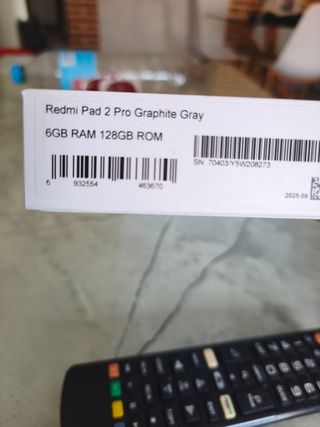 Redmi Pad 2 Pro Graphite Gray
6GB RAM 128GB ROM
SN: 70403/Y5W208273
6 932554 463670
2025.09